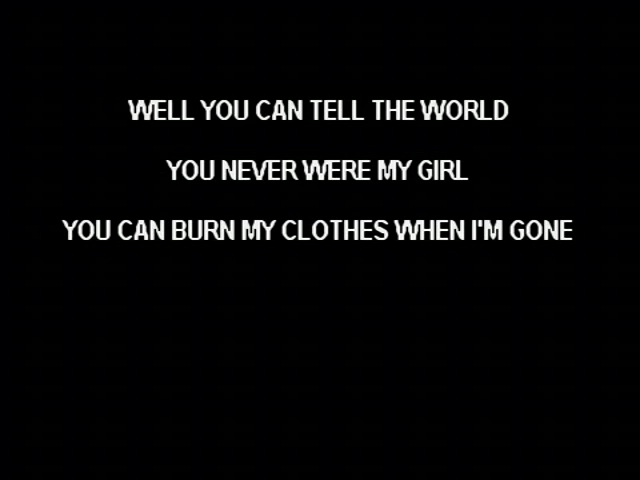 WELL YOU CAN TELL THE WORLD
YOU NEVER WERE MY GIRL
YOU CAN BURN MY CLOTHES WHEN I'M GONE